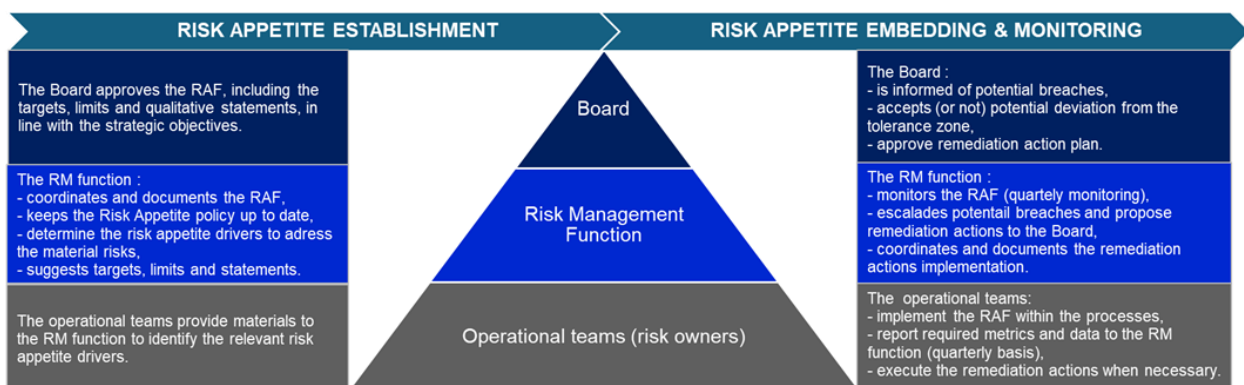 RISK APPETITE ESTABLISHMENT
RISK APPETITE EMBEDDING & MONITORING
The Board approves the RAF, including the
targets, limits and qualitative statements, in
line with the strategic objectives.
Board
The Board :
- is informed of potential breaches,
- accepts (or not) potential deviation from the
tolerance zone,
- approve remediation action plan.
The RM function :
- coordinates and documents the RAF,
- keeps the Risk Appetite policy up to date,
- determine the risk appetite drivers to adress
the material risks,
- suggests targets, limits and statements.
Risk Management
Function
The RM function :
- monitors the RAF (quartely monitoring),
- escalades potentail breaches and propose
remediation actions to the Board,
- coordinates and documents the remediation
actions implementation.
The operational teams provide materials to
the RM function to identify the relevant risk
appetite drivers.
Operational teams (risk owners)
The operational teams:
- implement the RAF within the processes,
- report required metrics and data to the RM
function (quarterly basis),
- execute the remediation actions when necessary.